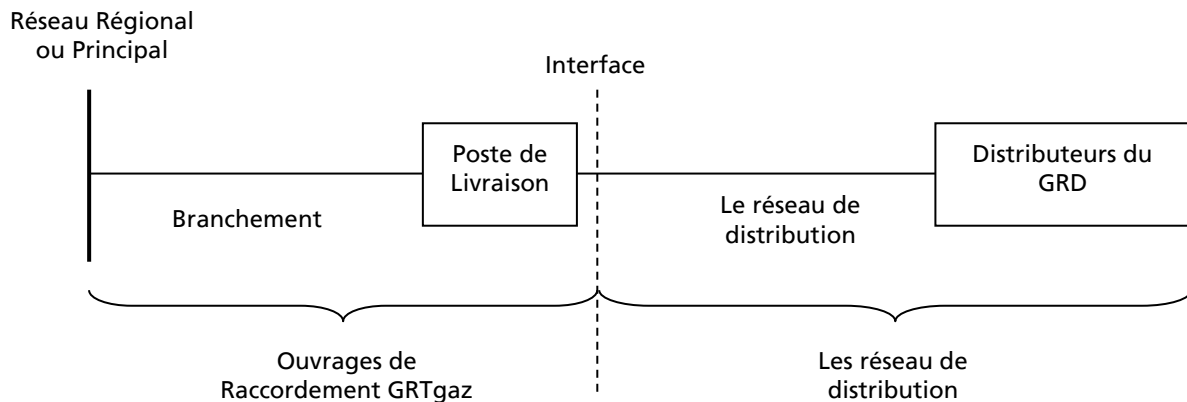 Réseau Régional
ou Principal
Interface
Poste de
Livraison
Distributeurs du
GRD
Branchement
Le réseau de
distribution
Ouvrages de
Raccordement GRTgaz
Les réseau de
distribution